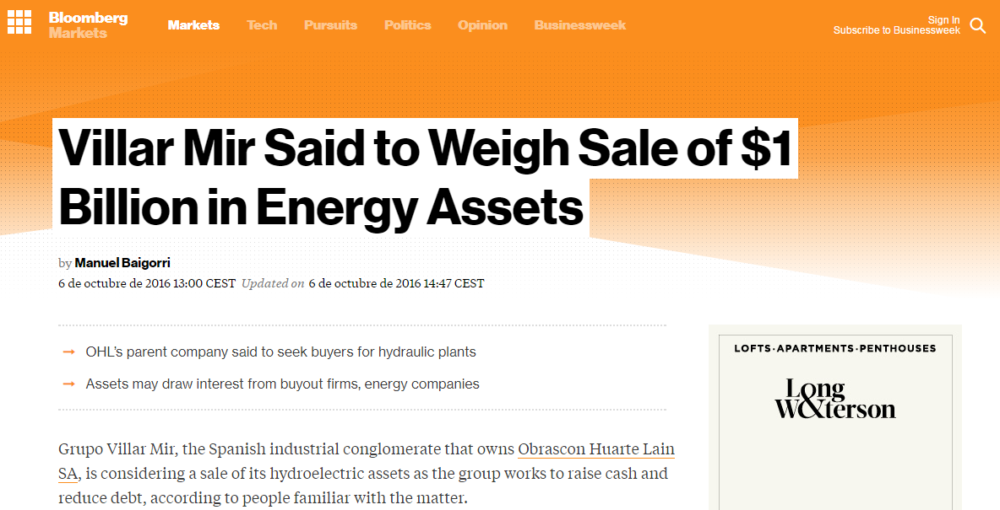 Bloomberg
Markets
Markets Tech Pursuits Politics Opinion Businessweek
Sign In
Subscribe to Businessweek
Villar Mir Said to Weigh Sale of $1
Billion in Energy Assets
by Manuel Baigorri
6 de octubre de 2016 13:00 CEST Updated on 6 de octubre de 2016 14:47 CEST
→ OHL's parent company said to seek buyers for hydraulic plants
→ Assets may draw interest from buyout firms, energy companies
Grupo Villar Mir, the Spanish industrial conglomerate that owns Obrascon Huarte Lain
SA, is considering a sale of its hydroelectric assets as the group works to raise cash and
reduce debt, according to people familiar with the matter.
LOFTS·APARTMENTS·PENTHOUSES
Long
W&terson